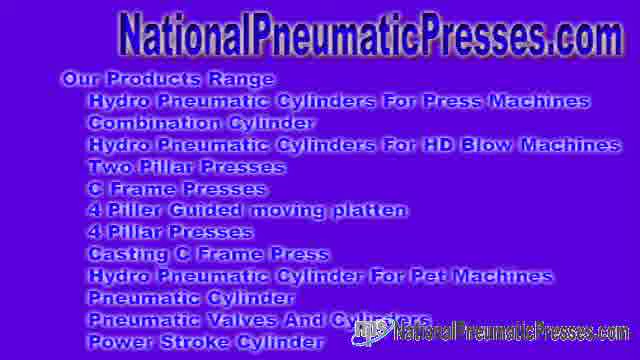 NationalPneumaticPresses.com
Our Products Range
Hydro Pneumatic Cylinders For Press Machines
Combination Cylinder
Hydro Pneumatic Cylinders For HD Blow Machines
Two Pillar Presses
C Frame Presses
4 Piller Guided moving platten
4 Pillar Presses
Casting C Frame Press
Hydro Pneumatic Cylinder For Pet Machines
Pneumatic Cylinder
Pneumatic Valves And Cylinders
NationalPneumaticPresses.com
Power Stroke Cylinder